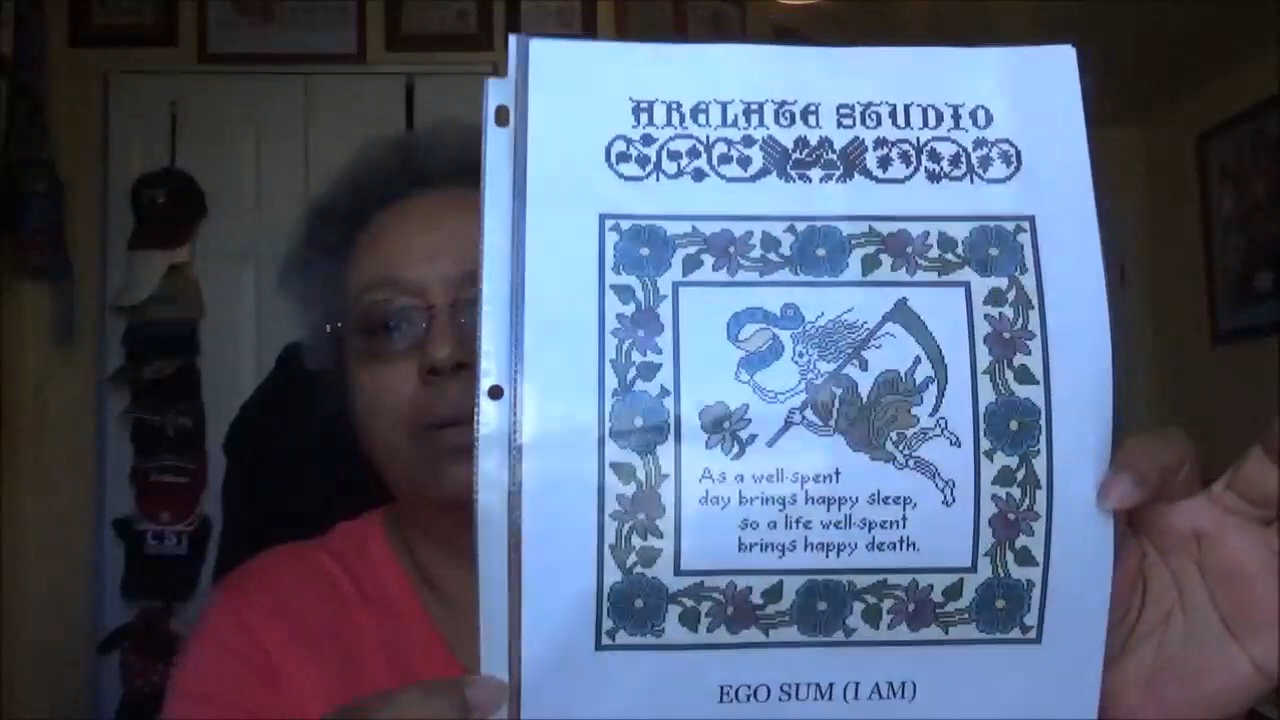 ARELATE STUDIO
As a well-spent
day brings happy sleep,
so a life well-spent
brings happy death.
EGO SUM (I AM)